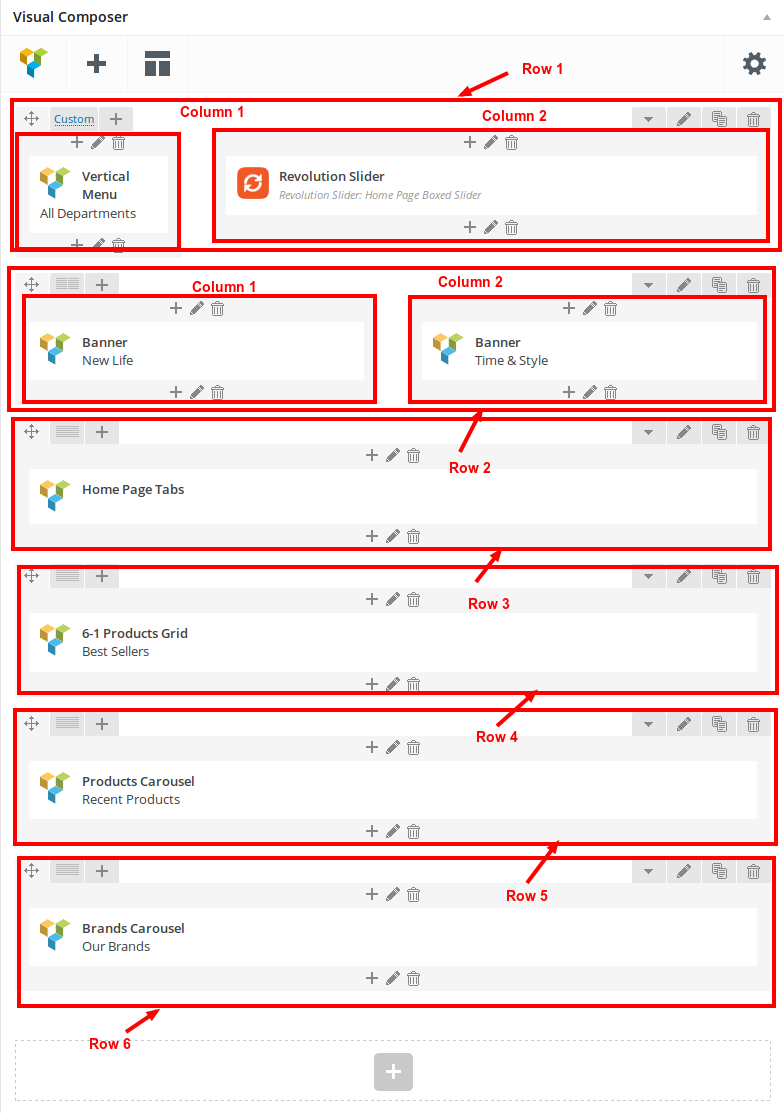 Visual Composer
Row 1
Custom
Column 1
Column 2
Vertical
Menu
All Departments
Revolution Slider
Revolution Slider: Home Page Boxed Slider
Column 1
Column 2
Banner
New Life
Banner
Time & Style
Row 2
Home Page Tabs
Row 3
6-1 Products Grid
Best Sellers
Row 4
Products Carousel
Recent Products
Row 5
Brands Carousel
Our Brands
Row 6